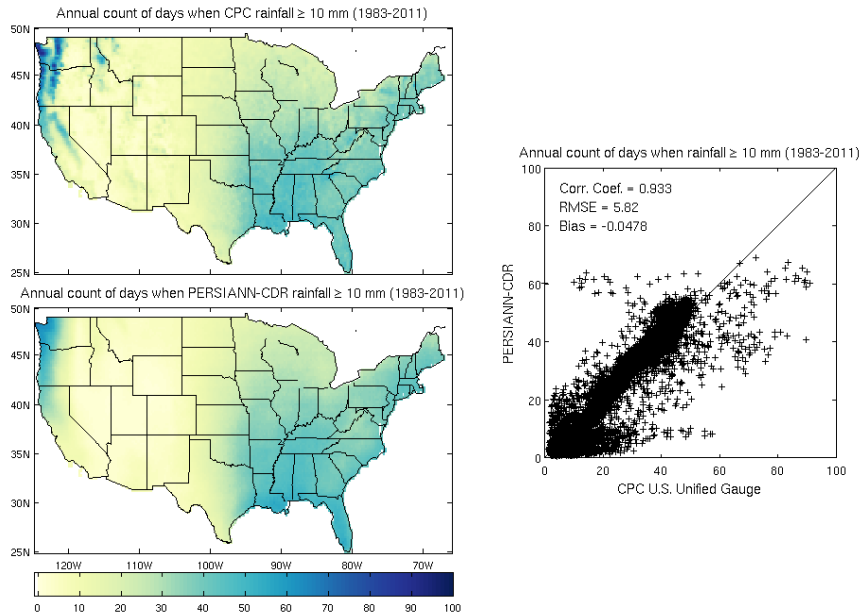 Annual count of days when CPC rainfall ≥ 10 mm (1983-2011)
50N
45N
40N
35N
30N
25N
Annual count of days when PERSIANN-CDR rainfall ≥ 10 mm (1983-2011)
50N
45N
40N
35N
30N
25N
120W 110W 100W 90W 80W 70W
0 10 20 30 40 50 60 70 80 90 100
Annual count of days when rainfall ≥ 10 mm (1983-2011)
Corr. Coef. = 0.933
RMSE = 5.82
Bias = -0.0478
PERSIANN-CDR
100
80
60
40
20
0
0 20 40 60 80 100
CPC U.S. Unified Gauge